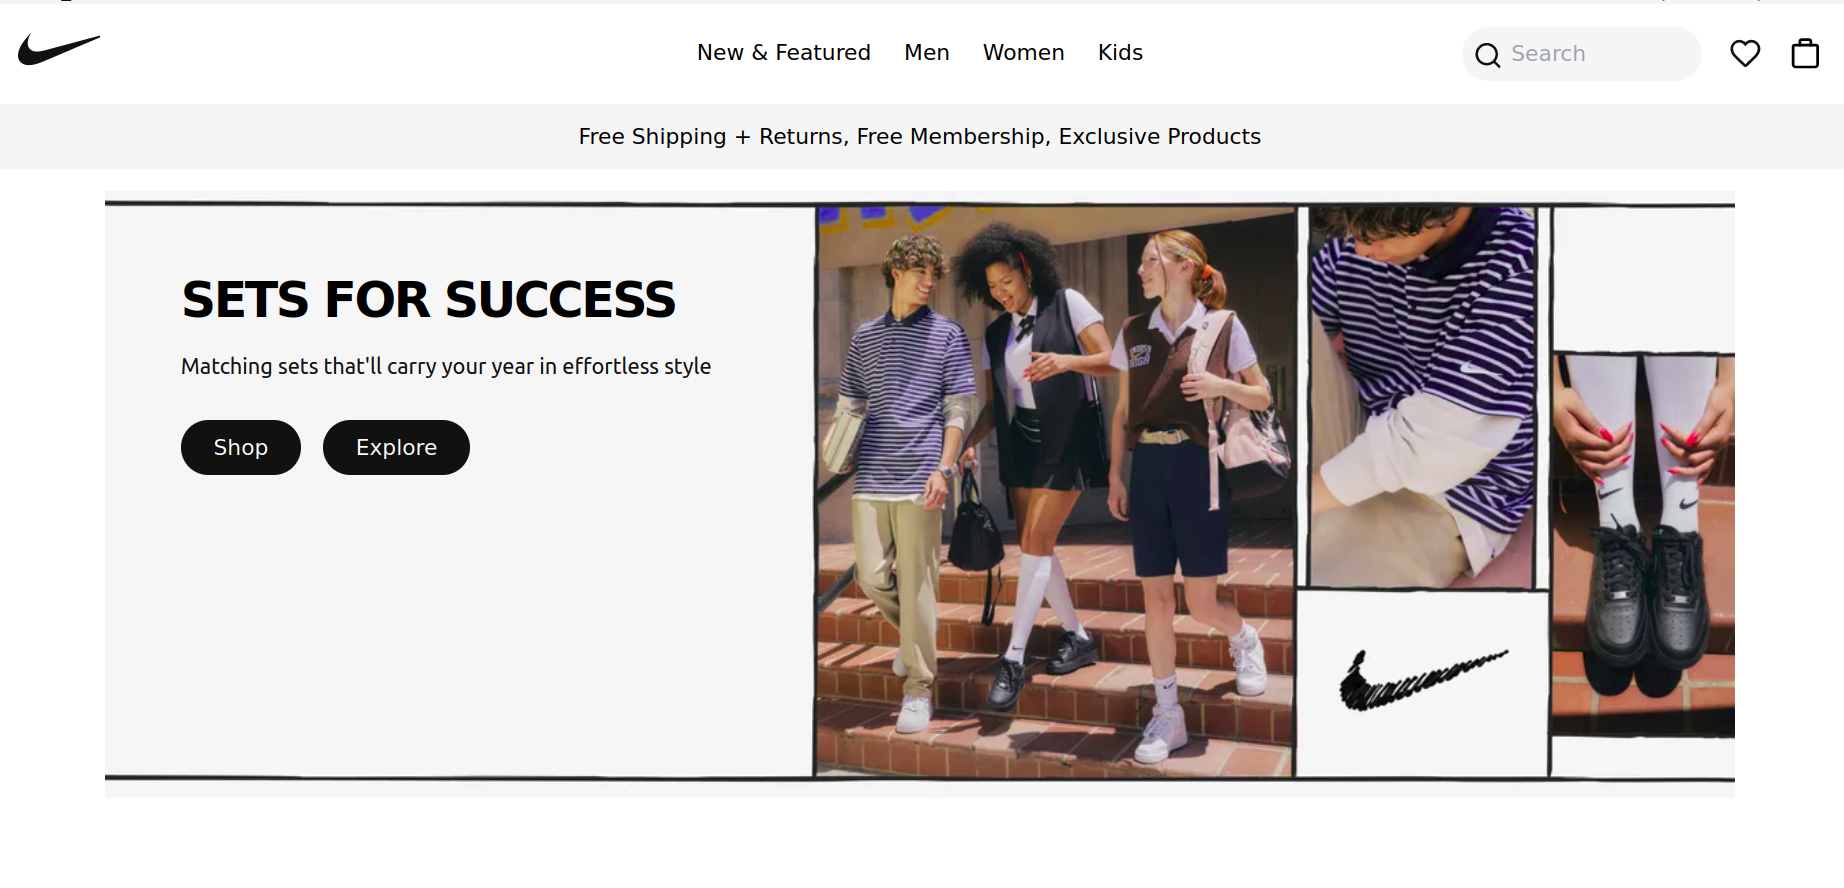 New & Featured Men Women Kids
Search
Free Shipping + Returns, Free Membership, Exclusive Products
SETS FOR SUCCESS
Matching sets that'll carry your year in effortless style
Shop Explore
HIGH